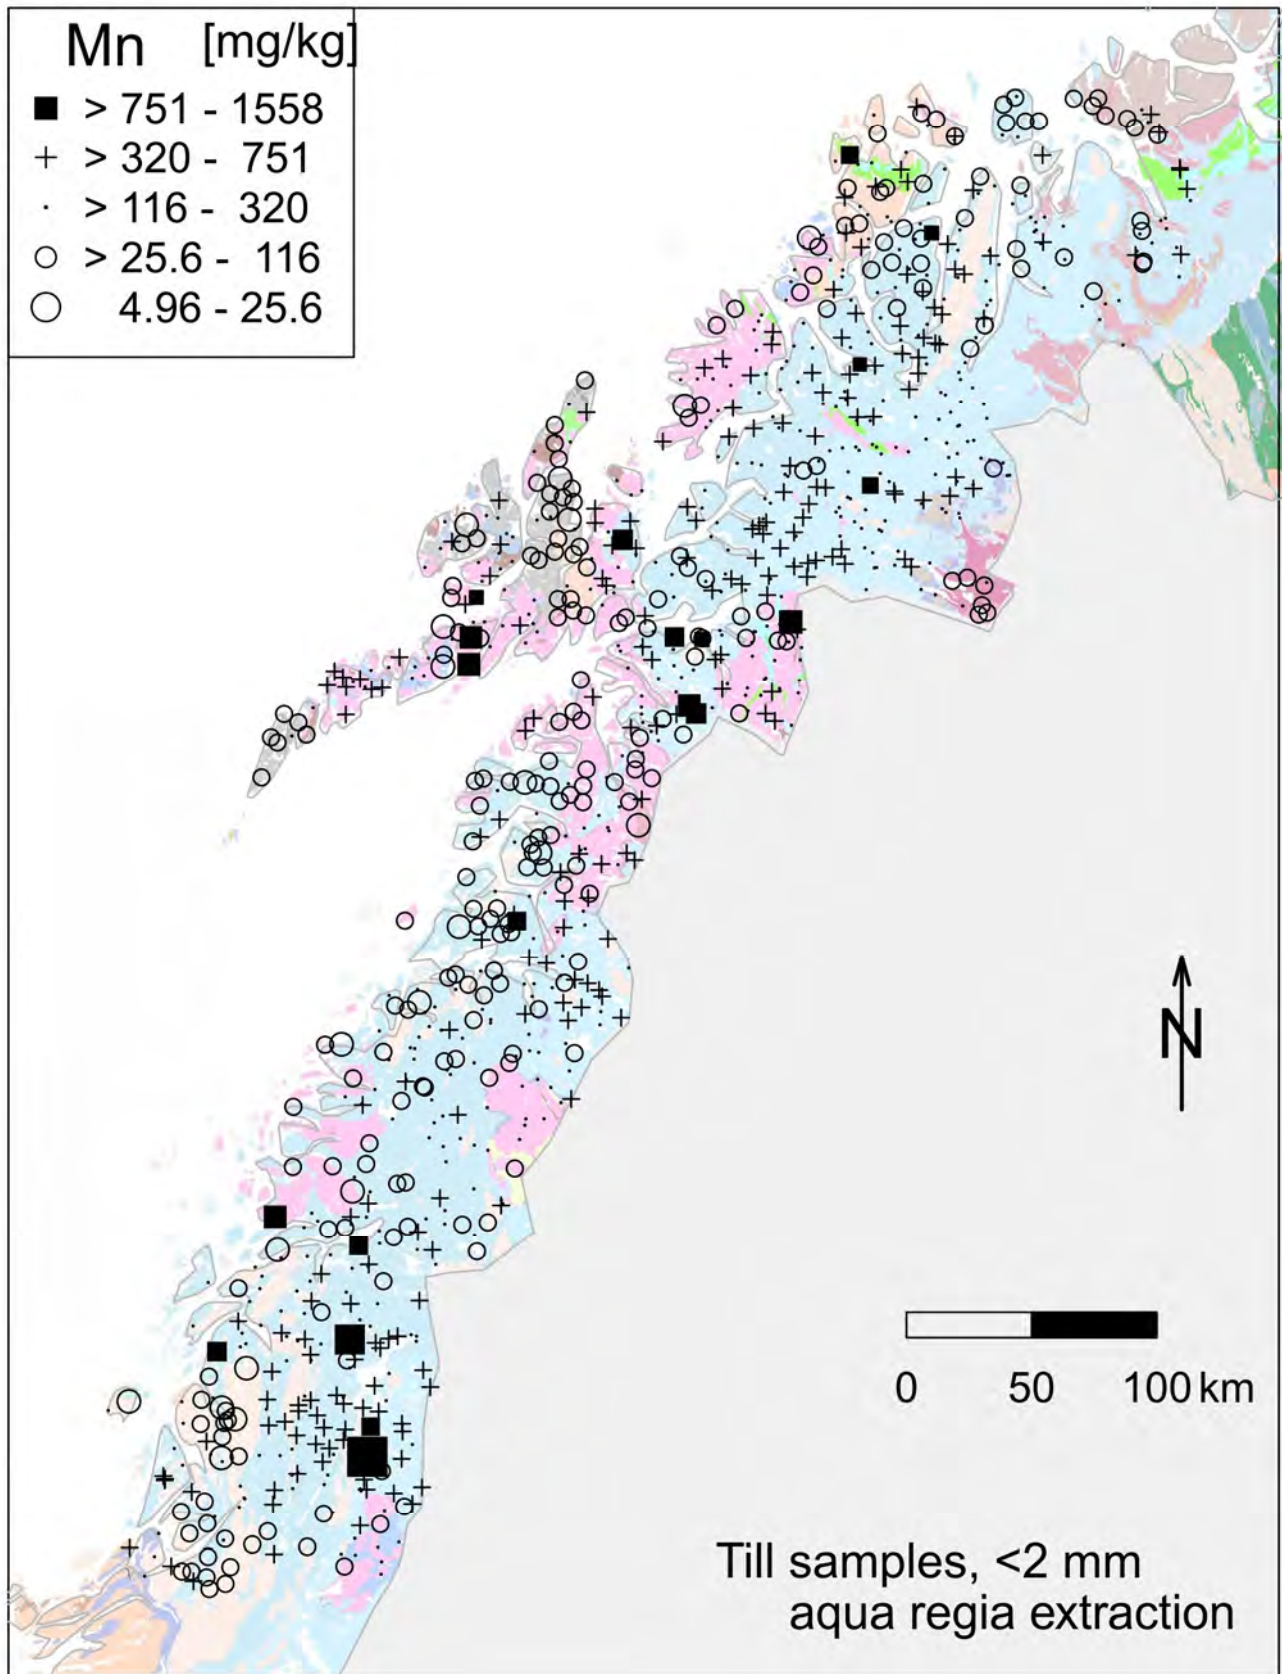 Mn [mg/kg]
> 751 - 1558
> 320 - 751
> 116 - 320
> 25.6 - 116
4.96 - 25.6
N
0 50 100 km
Till samples, <2 mm
aqua regia extraction